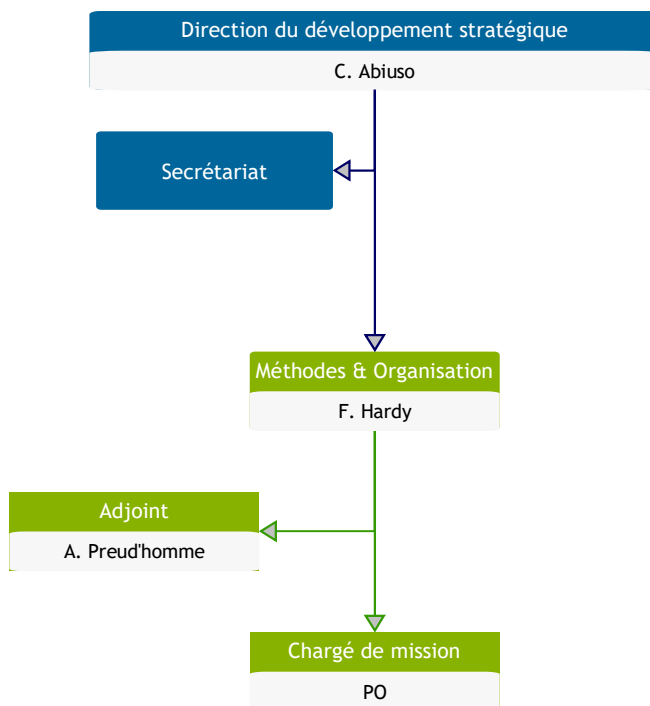 Direction du développement stratégique
C. Abiuso
Secrétariat
Méthodes & Organisation
F. Hardy
Adjoint
A. Preud'homme
Chargé de mission
PO